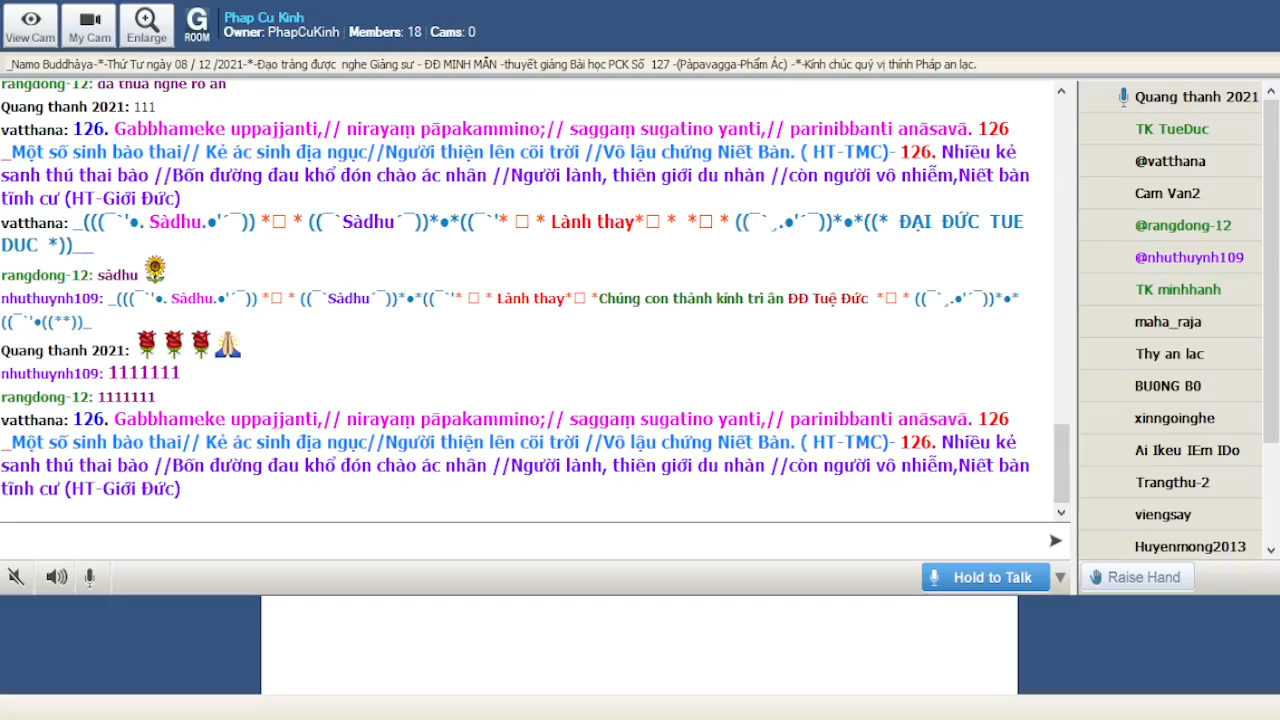 Phap Cu Kinh
Owner: PhapCuKinh Members: 18 Cams: 0
View Cam
My Cam
Enlarge
G
ROOM
_Namo Buddhàya-*-Thứ Tư ngày 08 / 12 /2021-*-Đạo tràng được nghe Giảng sư - ĐĐ MINH MẪN -thuyết giảng Bài học PCK Số 127 -(Pàpavagga-Phẩm Ác) -*-Kính chúc quý vị thính Pháp an lạc.
rangdong-12: da thua nghe ro an
Quang thanh 2021: 111
vatthana: 126. Gabbhameke uppajjanti,// nirayaṃ pāpakammino;// saggaṃ sugatino yanti,// parinibbanti anāsavā. 126
_Một số sinh bào thai// Kẻ ác sinh địa ngục//Người thiện lên cõi trời //Vô lậu chứng Niết Bàn. ( HT-TMC)- 126. Nhiều kẻ
sanh thú thai bào //Bốn đường đau khổ đón chào ác nhân //Người lành, thiên giới du nhàn //còn người vô nhiễm,Niết bàn
tĩnh cư (HT-Giới Đức)
vatthana: _(((¯`'•. Sàdhu.•'´¯)) *□ * ((¯`Sàdhu´¯))*•*((¯`'* □ * Lành thay*□ * *□ * ((¯`¸.•'´¯))*•*((* ĐẠI ĐỨC TUE
DUC *))__
rangdong-12: sàdhu
nhuthuynh109: _(((¯`'•. Sàdhu.•'´¯)) *□ * ((¯`Sàdhu´¯))*•*((¯`'* □ * Lành thay*□ *Chúng con thành kính tri ân ĐĐ Tuệ Đức *□ * ((¯`¸.•'´¯))*•*
((¯`'•((**))_
Quang thanh 2021:
nhuthuynh109: 1111111
rangdong-12: 1111111
vatthana: 126. Gabbhameke uppajjanti,// nirayaṃ pāpakammino;// saggaṃ sugatino yanti,// parinibbanti anāsavā. 126
_Một số sinh bào thai// Kẻ ác sinh địa ngục//Người thiện lên cõi trời //Vô lậu chứng Niết Bàn. ( HT-TMC)- 126. Nhiều kẻ
sanh thú thai bào //Bốn đường đau khổ đón chào ác nhân //Người lành, thiên giới du nhàn //còn người vô nhiễm,Niết bàn
tĩnh cư (HT-Giới Đức)
Quang thanh 2021
TK TueDuc
@vatthana
Cam Van2
@rangdong-12
@nhuthuynh109
TK minhhanh
maha_raja
Thy an lac
BU0NG B0
xinngoinghe
Ai Ikeu IEm IDo
Trangthu-2
viengsay
Huyenmong2013
Hold to Talk
Raise Hand